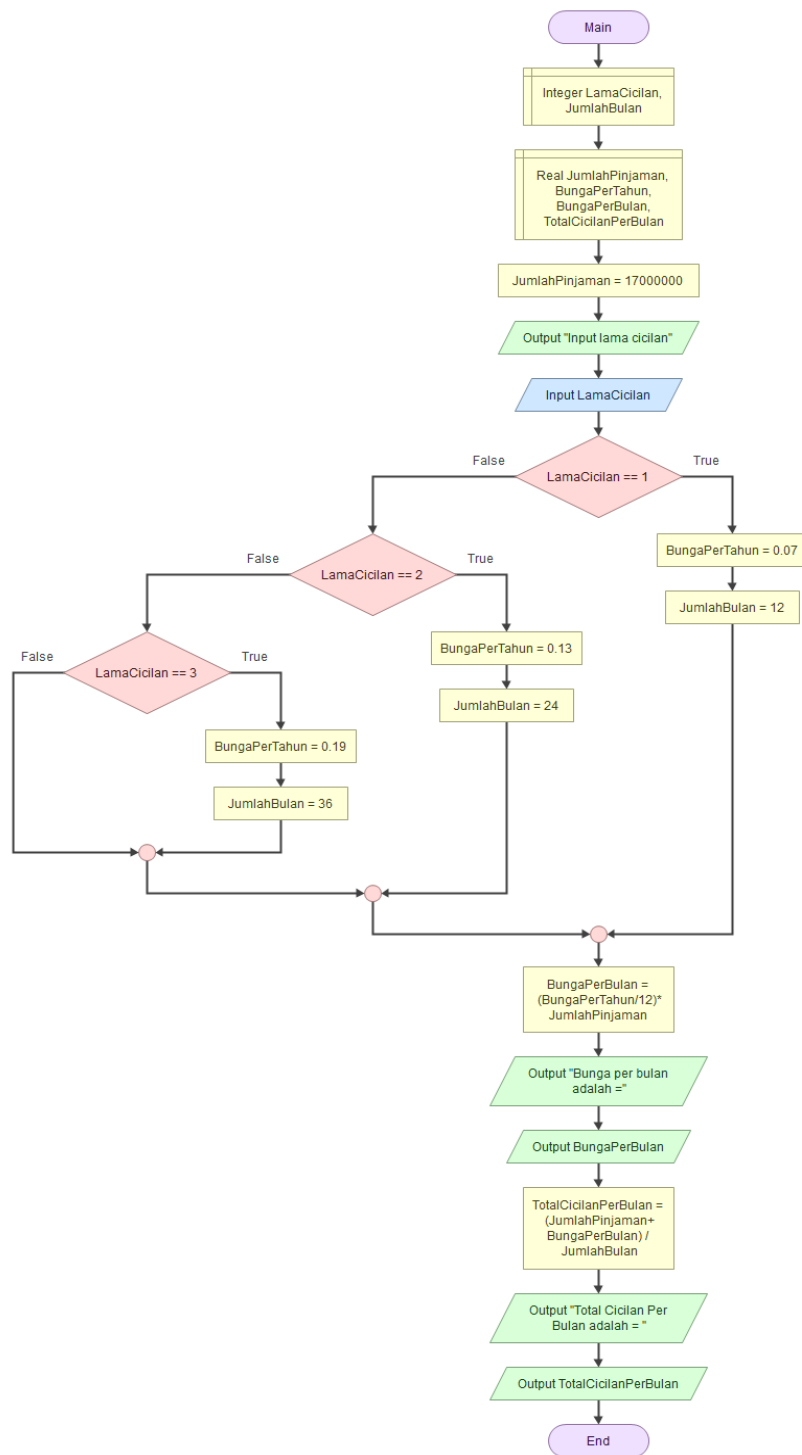 Main
Integer LamaCicilan,
JumlahBulan
Real JumlahPinjaman,
BungaPerTahun,
BungaPerBulan,
TotalCicilanPerBulan
JumlahPinjaman = 17000000
Output "Input lama cicilan"
Input LamaCicilan
False
LamaCicilan == 1
True
False
LamaCicilan == 2
True
BungaPerTahun = 0.07
JumlahBulan = 12
False
LamaCicilan == 3
True
BungaPerTahun = 0.13
JumlahBulan = 24
BungaPerTahun = 0.19
JumlahBulan = 36
BungaPerBulan =
(BungaPerTahun/12)*
JumlahPinjaman
Output "Bunga per bulan
adalah ="
Output BungaPerBulan
TotalCicilanPerBulan =
(JumlahPinjaman+
BungaPerBulan) /
JumlahBulan
Output "Total Cicilan Per
Bulan adalah = "
Output TotalCicilanPerBulan
End